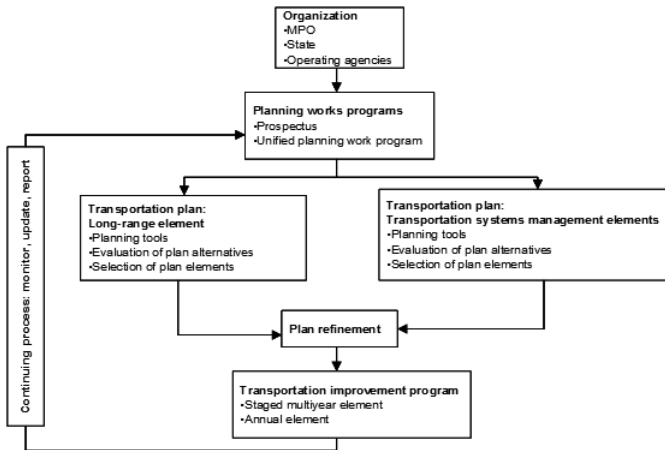 Organization
•MPO
•State
•Operating agencies
Planning works programs
•Prospectus
•Unified planning work program
Continuing process: monitor, update, report
Transportation plan:
Long-range element
•Planning tools
•Evaluation of plan alternatives
•Selection of plan elements
Transportation plan:
Transportation systems management elements
•Planning tools
•Evaluation of plan alternatives
•Selection of plan elements
Plan refinement
Transportation improvement program
•Staged multiyear element
•Annual element